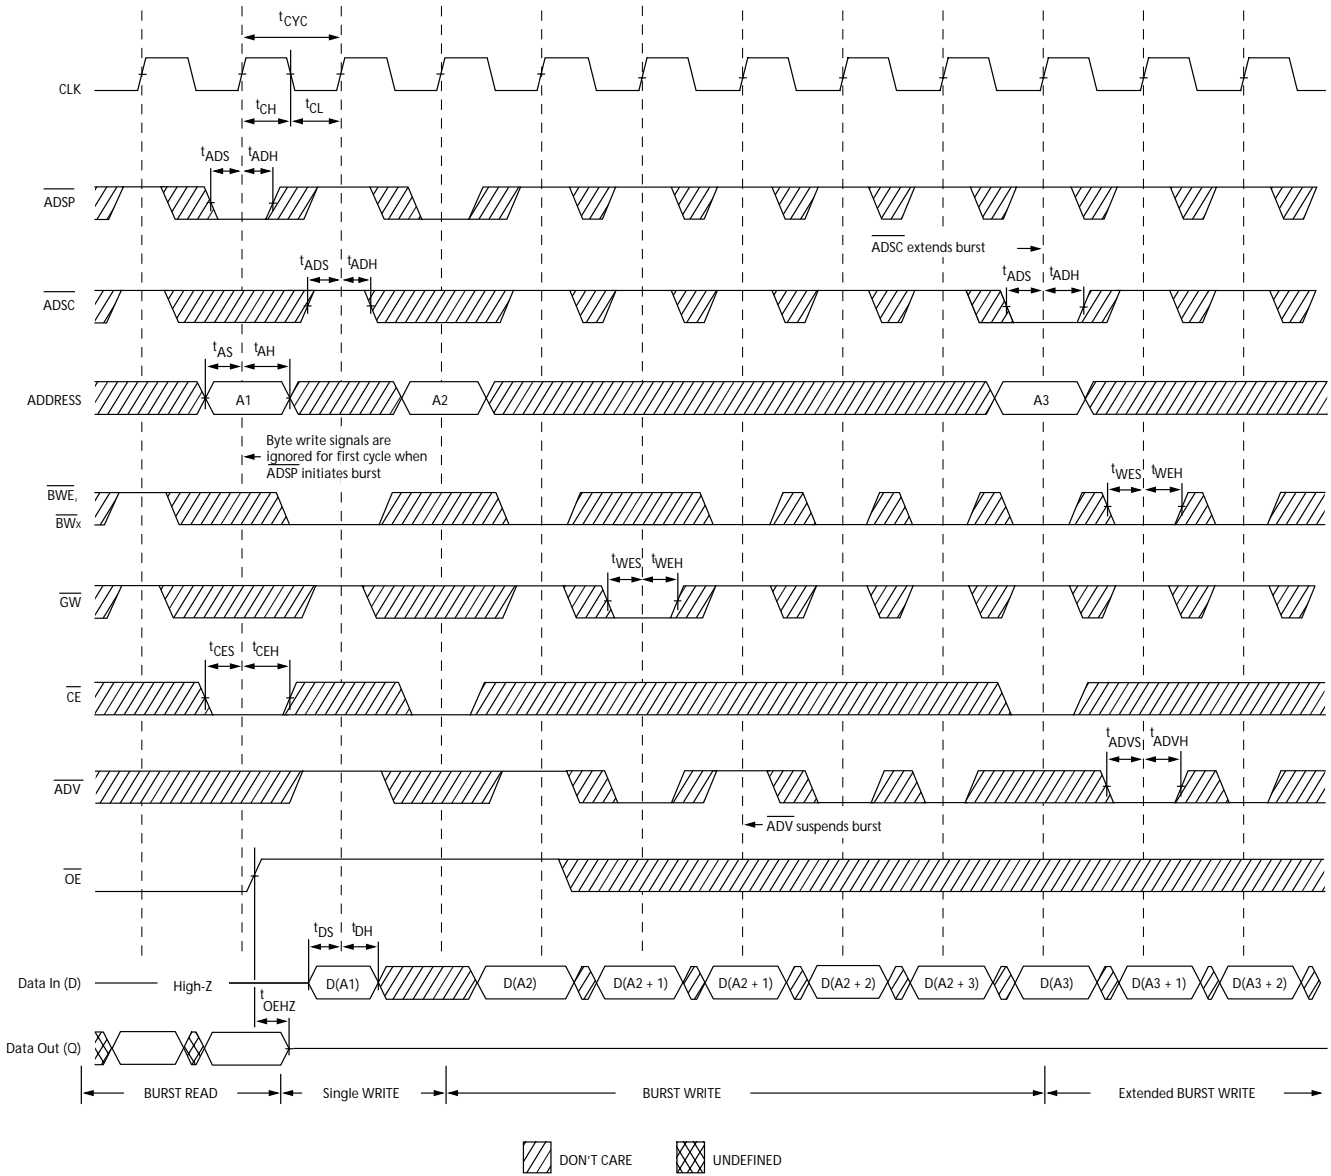 tCYC
CLK
tCH
tCL
tADS
tADH
ADSP
ADSC extends burst
tADS
tADH
tADS
tADH
ADSC
tAS
tAH
ADDRESS
A1
A2
A3
Byte write signals are
ignored for first cycle when
ADSP initiates burst
BWE,
BWx
tWES
tWEH
tWES
tWEH
GW
tCES
tCEH
CE
tADVS
tADVH
ADV
ADV suspends burst
OE
tDS
tDH
Data In (D)
High-Z
D(A1)
D(A2)
D(A2 + 1)
D(A2 + 1)
D(A2 + 2)
D(A2 + 3)
D(A3)
D(A3 + 1)
D(A3 + 2)
tOEHZ
Data Out (Q)
BURST READ
Single WRITE
BURST WRITE
Extended BURST WRITE
DON'T CARE
UNDEFINED